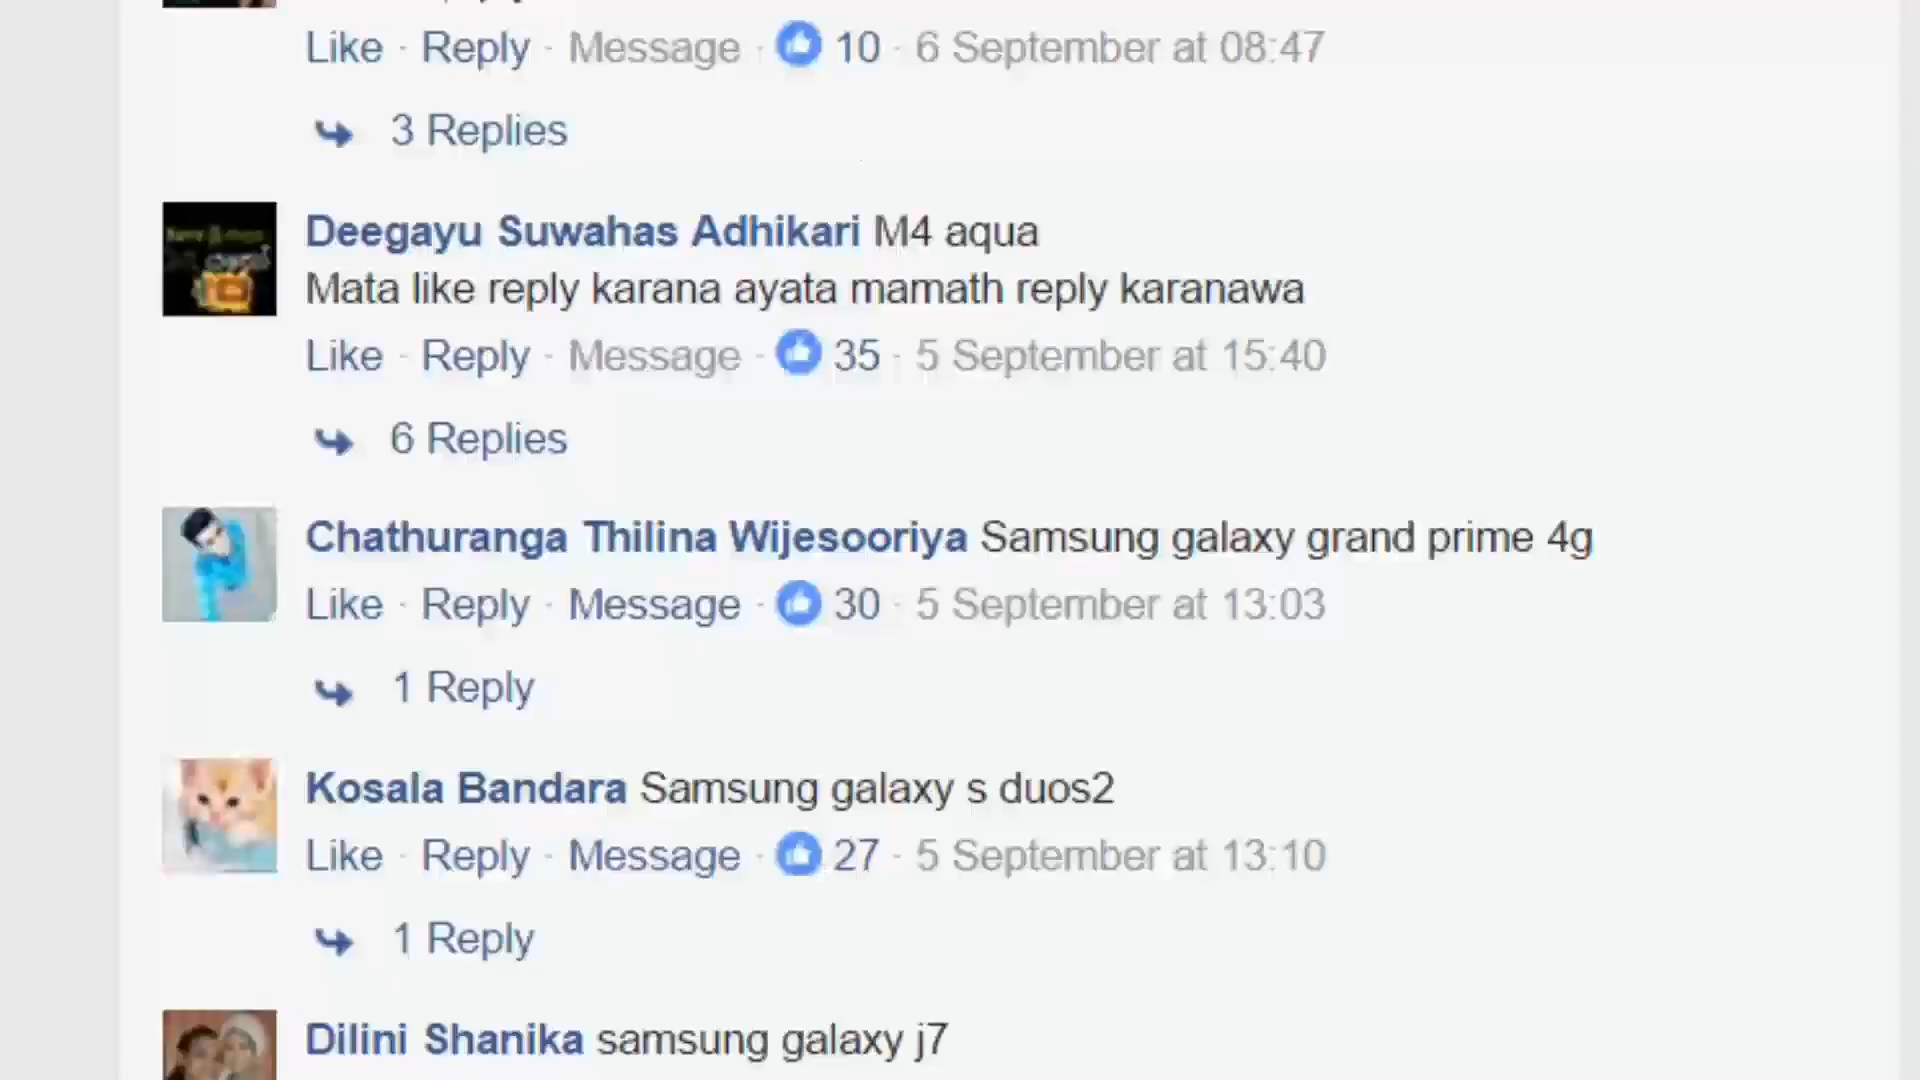 Like · Reply · Message · 10 · 6 September at 08:47
3 Replies
Deegayu Suwahas Adhikari M4 aqua
Mata like reply karana ayata mamath reply karanawa
Like · Reply · Message · 35 · 5 September at 15:40
6 Replies
Chathuranga Thilina Wijesooriya Samsung galaxy grand prime 4g
Like · Reply · Message · 30 · 5 September at 13:03
1 Reply
Kosala Bandara Samsung galaxy s duos2
Like · Reply · Message · 27 · 5 September at 13:10
1 Reply
Dilini Shanika samsung galaxy j7